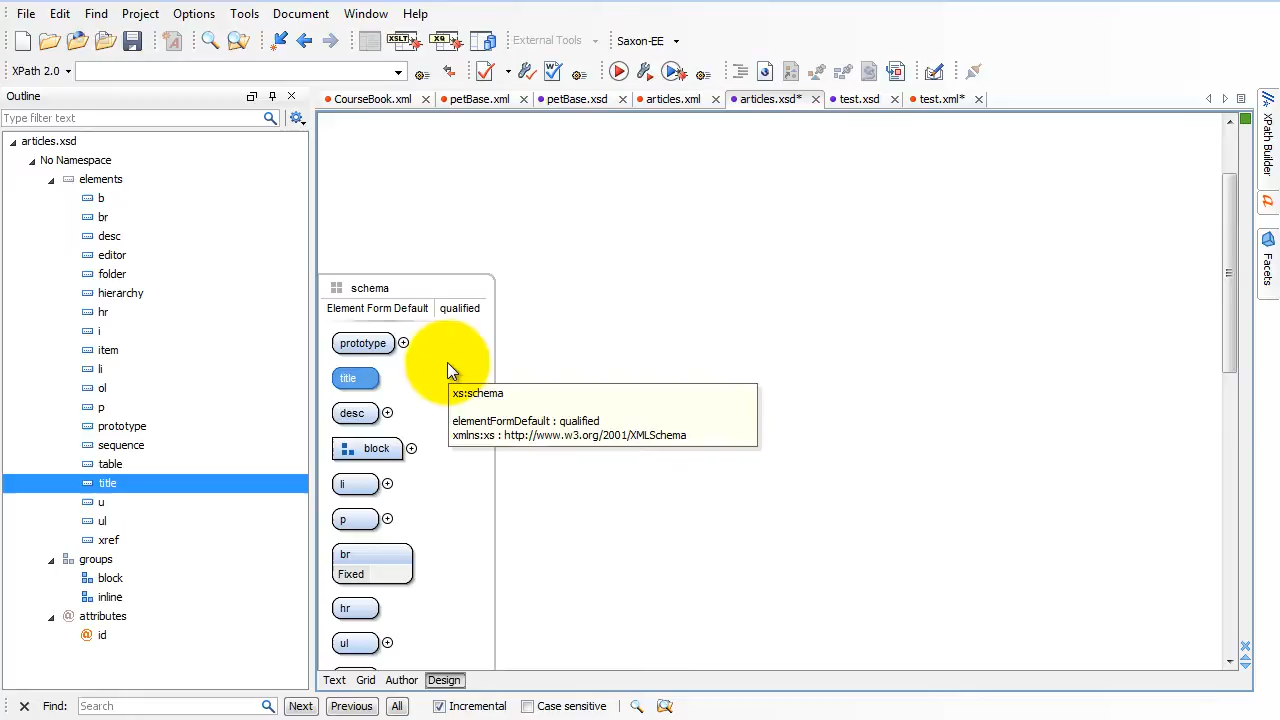 File Edit Find Project Options Tools Document Window Help
XSLT XQ External Tools Saxon-EE
XPath 2.0
Outline
CourseBook.xml petBase.xml petBase.xsd articles.xml articles.xsd* test.xsd test.xml*
Type filter text
articles.xsd
No Namespace
elements
b
br
desc
editor
folder
hierarchy
hr
i
item
li
ol
p
prototype
sequence
table
title
u
ul
xref
groups
block
inline
attributes
id
schema
Element Form Default qualified
prototype
title
desc
block
li
p
br
Fixed
hr
ul
xs:schema
elementFormDefault : qualified
xmlns:xs : http://www.w3.org/2001/XMLSchema
XPath Builder
Facets
Text Grid Author Design
Find: Search Next Previous All Incremental Case sensitive